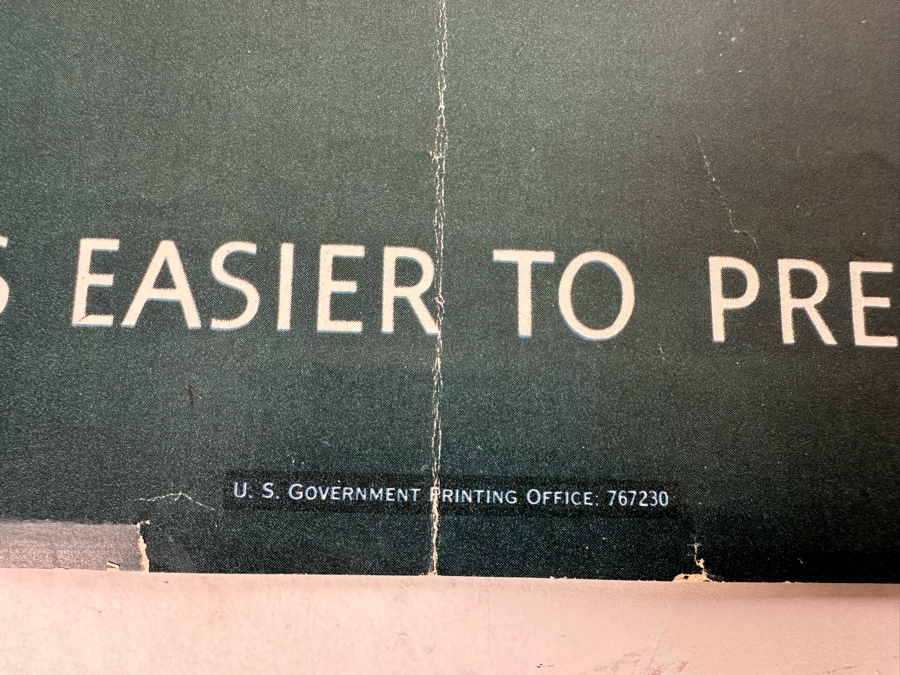 S EASIER TO PRE
U. S. GOVERNMENT PRINTING OFFICE: 767230